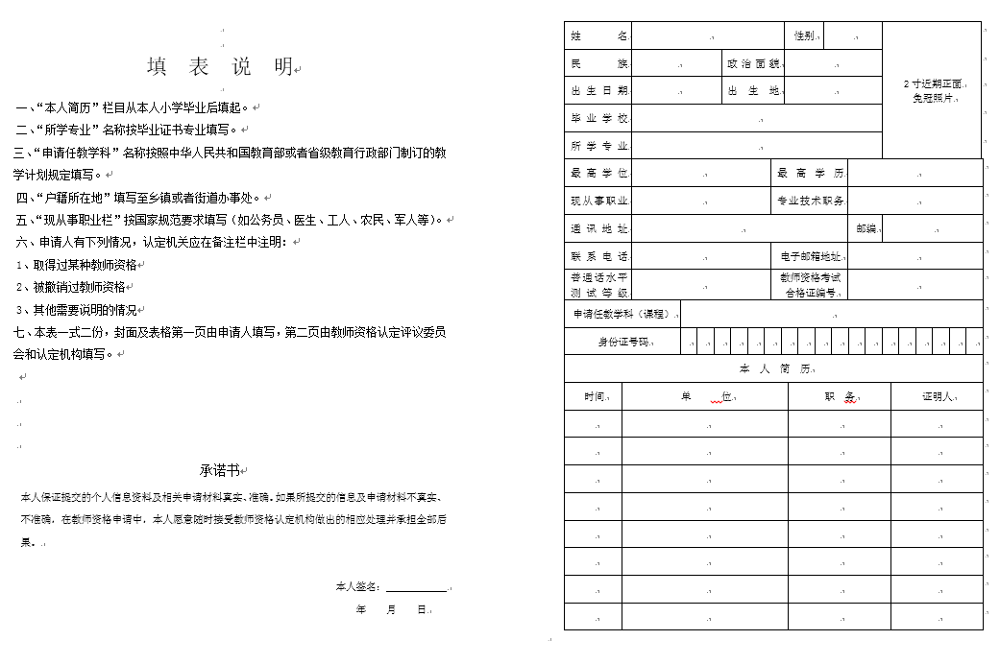 填 表 说 明
一、“本人简历”栏目从本人小学毕业后填起。
二、“所学专业”名称按毕业证书专业填写。
三、“申请任教学科”名称按照中华人民共和国教育部或者省级教育行政部门制订的教
学计划规定填写。
四、“户籍所在地”填写至乡镇或者街道办事处。
五、“现从事职业栏”按国家规范要求填写（如公务员、医生、工人、农民、军人等）。
六、申请人有下列情况，认定机关应在备注栏中注明：
1、取得过某种教师资格
2、被撤销过教师资格
3、其他需要说明的情况
七、本表一式二份，封面及表格第一页由申请人填写，第二页由教师资格认定评议委员
会和认定机构填写。
承诺书
本人保证提交的个人信息资料及相关申请材料真实、准确。如果所提交的信息及申请材料不真实、
不准确，在教师资格申请中，本人愿意随时接受教师资格认定机构做出的相应处理并承担全部后
果。
本人签名：
年 月 日
姓 名 性别
民 族 政治面貌
2寸近期正面
免冠照片
出生日期 出 生 地
毕业学校
所学专业
最高学位 最 高 学 历
现从事职业 专业技术职务
通讯地址 邮编
联系电话 电子邮箱地址
普通话水平 教师资格考试
测试等级 合格证编号
申请任教学科（课程）
身份证号码
本 人 简 历
时间 单 位 职 务 证明人